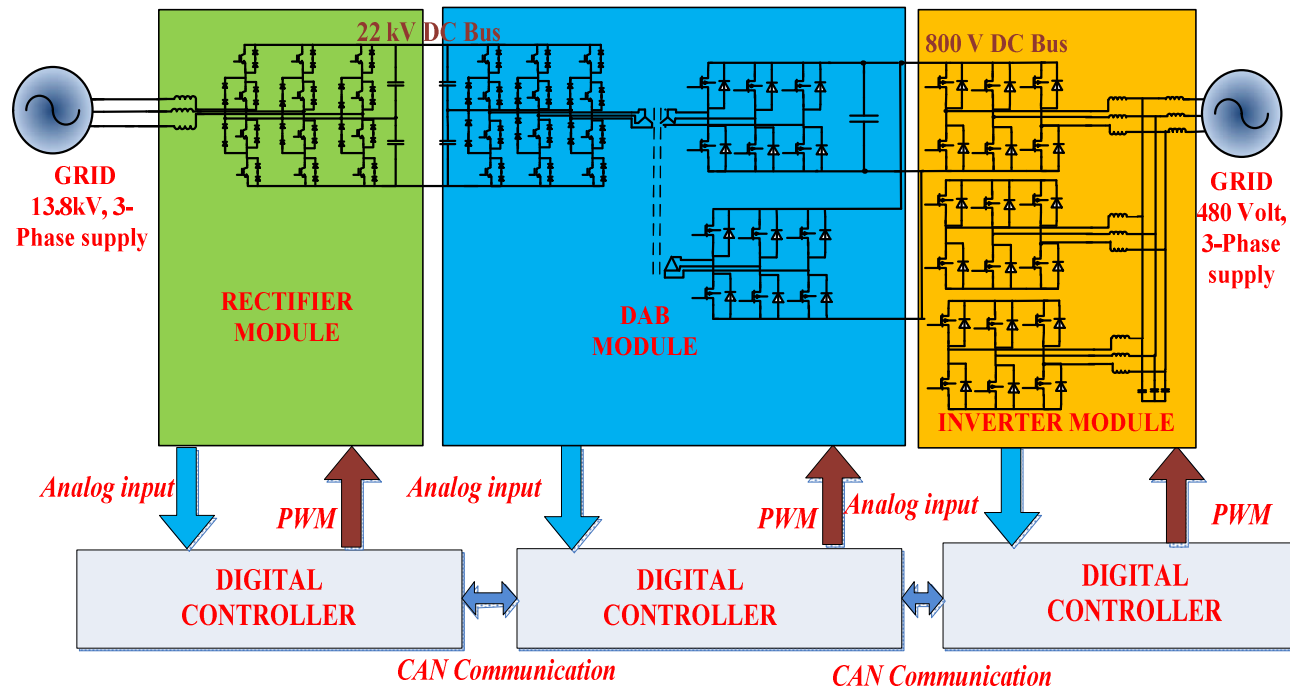 22 kV DC Bus
800 V DC Bus
GRID
13.8kV, 3-
Phase supply
GRID
480 Volt,
3-Phase
supply
RECTIFIER
MODULE
DAB
MODULE
INVERTER MODULE
Analog input
PWM
Analog input
PWM
Analog input
PWM
DIGITAL
CONTROLLER
DIGITAL
CONTROLLER
DIGITAL
CONTROLLER
CAN Communication
CAN Communication